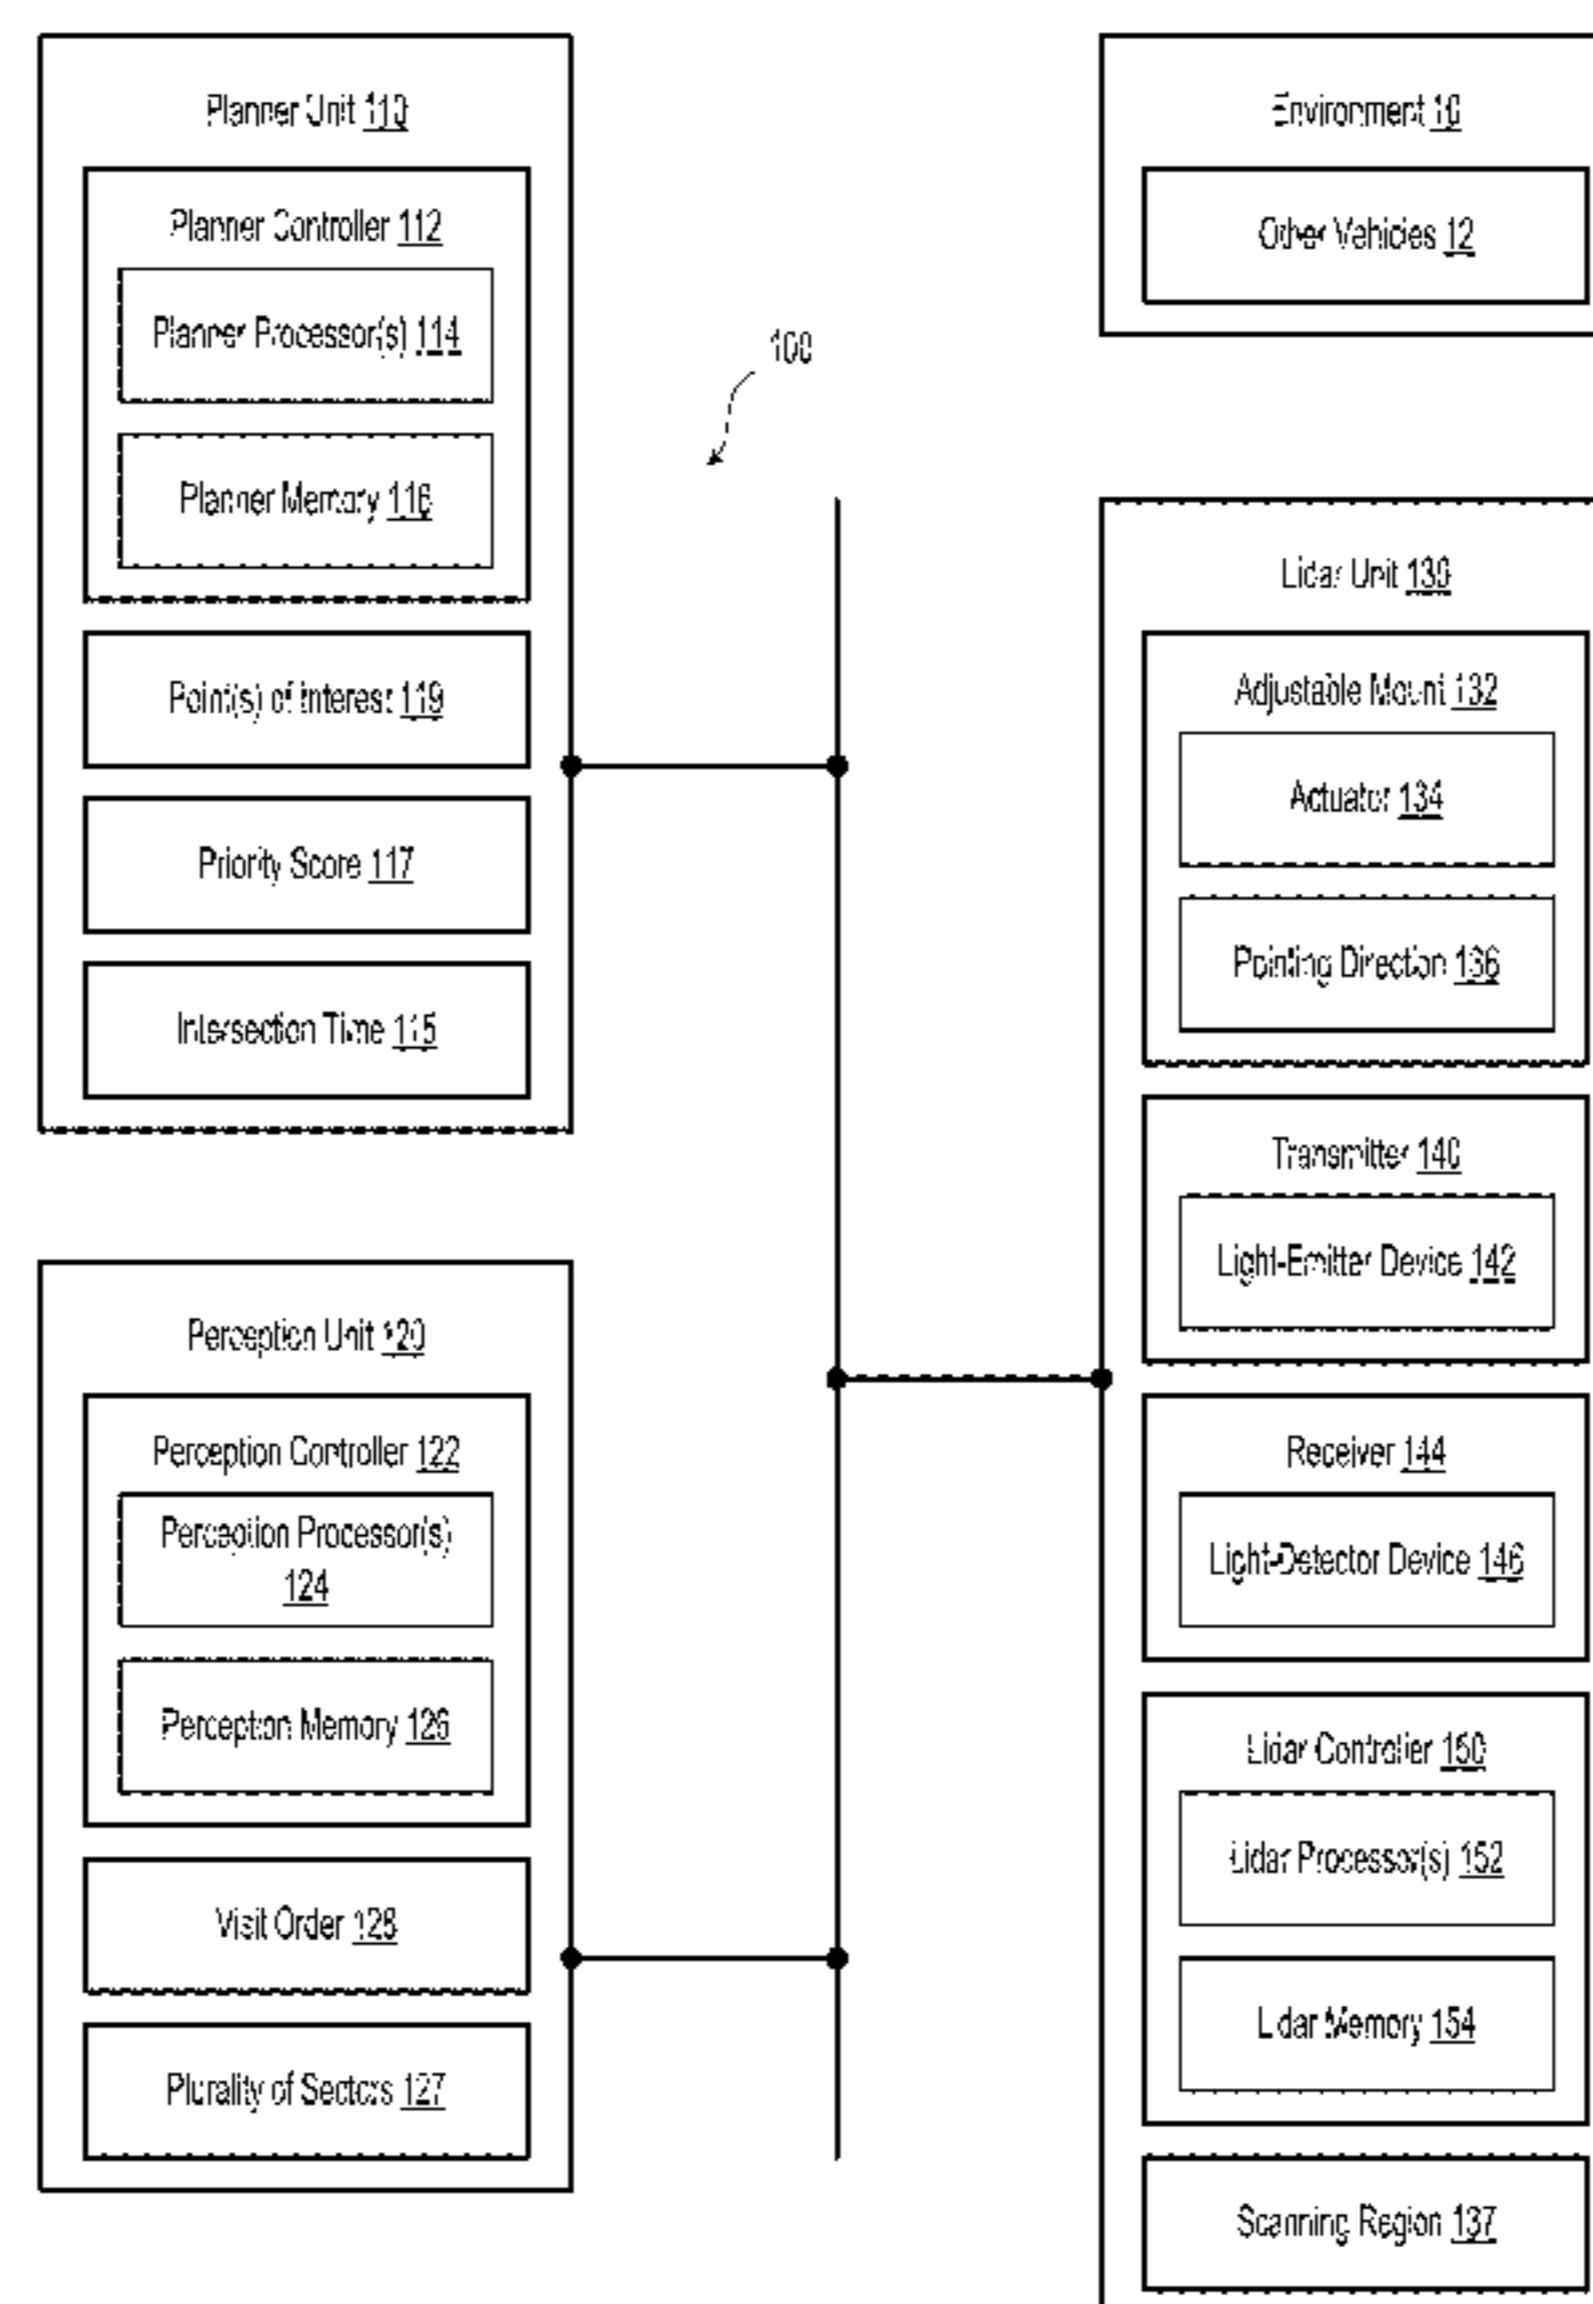 Planner Unit 110
Planner Controller 112
Planner Processor(s) 114
Planner Memory 116
Point(s) of Interest 119
Priority Score 117
Intersection Time 115
Perception Unit 120
Perception Controller 122
Perception Processor(s)
124
Perception Memory 126
Visit Order 128
Plurality of Sectors 127
100
Environment 10
Other Vehicles 12
Lidar Unit 130
Adjustable Mount 132
Actuator 134
Pointing Direction 136
Transmitter 140
Light-Emitter Device 142
Receiver 144
Light-Detector Device 146
Lidar Controller 150
Lidar Processor(s) 152
Lidar Memory 154
Scanning Region 137